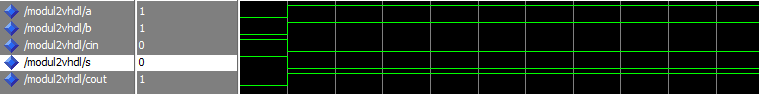 /modul2vhdl/a 1
/modul2vhdl/b 1
/modul2vhdl/cin 0
/modul2vhdl/s 0
/modul2vhdl/cout 1